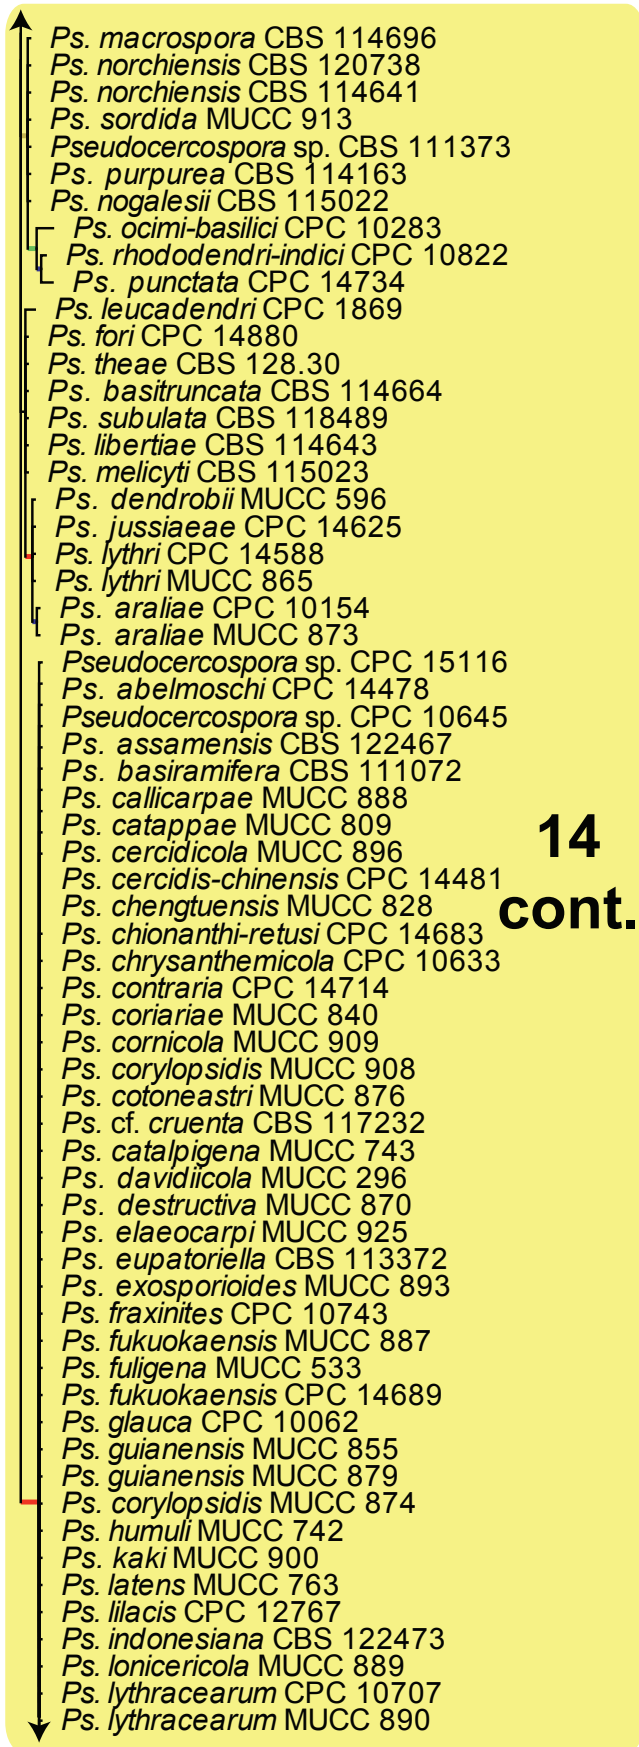 Ps. macrospora CBS 114696
Ps. norchiensis CBS 120738
Ps. norchiensis CBS 114641
Ps. sordida MUCC 913
Pseudocercospora sp. CBS 111373
Ps. purpurea CBS 114163
Ps. nogalesii CBS 115022
Ps. ocimi-basilici CPC 10283
Ps. rhododendri-indici CPC 10822
Ps. punctata CPC 14734
Ps. leucadendri CPC 1869
Ps. fori CPC 14880
Ps. theae CBS 128.30
Ps. basitruncata CBS 114664
Ps. subulata CBS 118489
Ps. libertiae CBS 114643
Ps. melicyti CBS 115023
Ps. dendrobii MUCC 596
Ps. jussiaeae CPC 14625
Ps. lythri CPC 14588
Ps. lythri MUCC 865
Ps. araliae CPC 10154
Ps. araliae MUCC 873
Pseudocercospora sp. CPC 15116
Ps. abelmoschi CPC 14478
Pseudocercospora sp. CPC 10645
Ps. assamensis CBS 122467
Ps. basiramifera CBS 111072
Ps. callicarpae MUCC 888
Ps. catappae MUCC 809
Ps. cercidicola MUCC 896
Ps. cercidis-chinensis CPC 14481
Ps. chengtuensis MUCC 828
Ps. chionanthi-retusi CPC 14683
Ps. chrysanthemicola CPC 10633
Ps. contraria CPC 14714
Ps. coriariae MUCC 840
Ps. cornicola MUCC 909
Ps. corylopsidis MUCC 908
Ps. cotoneastri MUCC 876
Ps. cf. cruenta CBS 117232
Ps. catalpigena MUCC 743
Ps. davidiicola MUCC 296
Ps. destructiva MUCC 870
Ps. elaeocarpi MUCC 925
Ps. eupatoriella CBS 113372
Ps. exosporioides MUCC 893
Ps. fraxinites CPC 10743
Ps. fukuokaensis MUCC 887
Ps. fuligena MUCC 533
Ps. fukuokaensis CPC 14689
Ps. glauca CPC 10062
Ps. guianensis MUCC 855
Ps. guianensis MUCC 879
Ps. corylopsidis MUCC 874
Ps. humuli MUCC 742
Ps. kaki MUCC 900
Ps. latens MUCC 763
Ps. lilacis CPC 12767
Ps. indonesiana CBS 122473
Ps. lonicericola MUCC 889
Ps. lythracearum CPC 10707
Ps. lythracearum MUCC 890
14
cont.